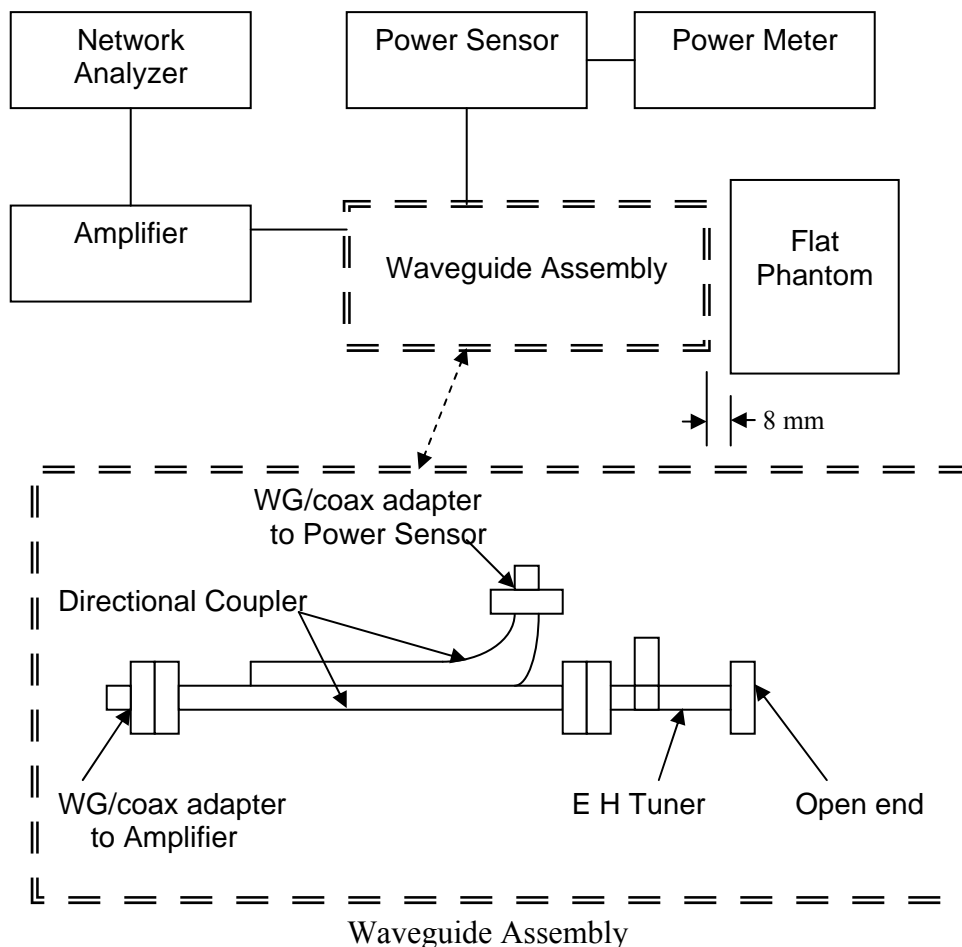 Network
Analyzer
Power Sensor
Power Meter
Amplifier
Waveguide Assembly
Flat
Phantom
8 mm
WG/coax adapter
to Power Sensor
Directional Coupler
WG/coax adapter
to Amplifier
E H Tuner
Open end
Waveguide Assembly